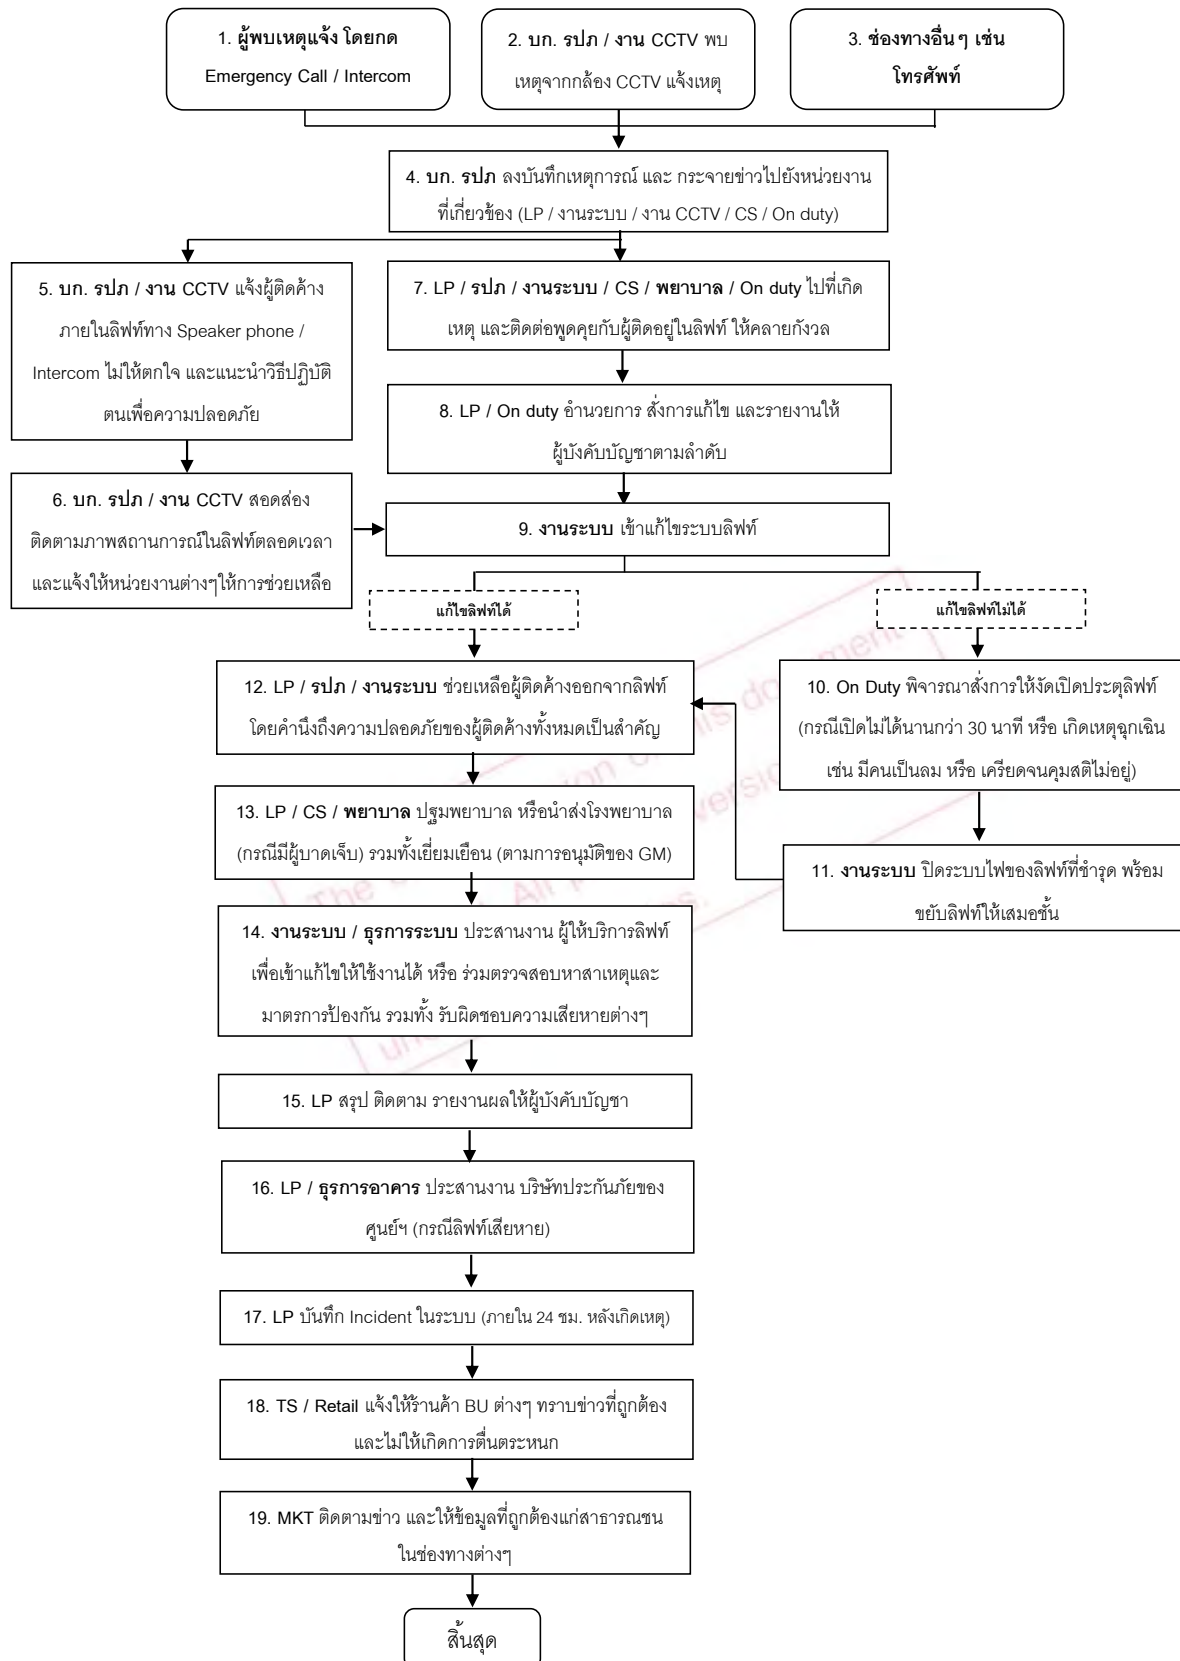 1. ผู้พบเหตุแจ้ง โดยกด
Emergency Call / Intercom
2. บก. รปภ / งาน CCTV พบ
เหตุจากกล้อง CCTV แจ้งเหตุ
3. ช่องทางอื่นๆ เช่น
โทรศัพท์
4. บก. รปภ ลงบันทึกเหตุการณ์ และ กระจายข่าวไปยังหน่วยงาน
ที่เกี่ยวข้อง (LP / งานระบบ / งาน CCTV / CS / On duty)
5. บก. รปภ / งาน CCTV แจ้งผู้ติดค้าง
ภายในลิฟท์ทาง Speaker phone /
Intercom ไม่ให้ตกใจ และแนะนำวิธีปฏิบัติ
ตนเพื่อความปลอดภัย
7. LP / รปภ / งานระบบ / CS / พยาบาล / On duty ไปที่เกิด
เหตุ และติดต่อพูดคุยกับผู้ติดอยู่ในลิฟท์ ให้คลายกังวล
8. LP / On duty อำนวยการ สั่งการแก้ไข และรายงานให้
ผู้บังคับบัญชาตามลำดับ
6. บก. รปภ / งาน CCTV สอดส่อง
ติดตามภาพสถานการณ์ในลิฟท์ตลอดเวลา
และแจ้งให้หน่วยงานต่างๆให้การช่วยเหลือ
9. งานระบบ เข้าแก้ไขระบบลิฟท์
แก้ไขลิฟท์ได้
แก้ไขลิฟท์ไม่ได้
12. LP / รปภ / งานระบบ ช่วยเหลือผู้ติดค้างออกจากลิฟท์
โดยคำนึงถึงความปลอดภัยของผู้ติดค้างทั้งหมดเป็นสำคัญ
10. On Duty พิจารณาสั่งการให้งัดเปิดประตูลิฟท์
(กรณีเปิดไม่ได้นานกว่า 30 นาที หรือ เกิดเหตุฉุกเฉิน
เช่น มีคนเป็นลม หรือ เครียดจนคุมสติไม่อยู่)
13. LP / CS / พยาบาล ปฐมพยาบาล หรือนำส่งโรงพยาบาล
(กรณีมีผู้บาดเจ็บ) รวมทั้งเยี่ยมเยือน (ตามการอนุมัติของ GM)
11. งานระบบ ปิดระบบไฟของลิฟท์ที่ชำรุด พร้อม
ขยับลิฟท์ให้เสมอชั้น
14. งานระบบ / ธุรการระบบ ประสานงาน ผู้ให้บริการลิฟท์
เพื่อเข้าแก้ไขให้ใช้งานได้ หรือ ร่วมตรวจสอบหาสาเหตุและ
มาตรการป้องกัน รวมทั้ง รับผิดชอบความเสียหายต่างๆ
15. LP สรุป ติดตาม รายงานผลให้ผู้บังคับบัญชา
16. LP / ธุรการอาคาร ประสานงาน บริษัทประกันภัยของ
ศูนย์ฯ (กรณีลิฟท์เสียหาย)
17. LP บันทึก Incident ในระบบ (ภายใน 24 ชม. หลังเกิดเหตุ)
18. TS / Retail แจ้งให้ร้านค้า BU ต่างๆ ทราบข่าวที่ถูกต้อง
และไม่ให้เกิดการตื่นตระหนก
19. MKT ติดตามข่าว และให้ข้อมูลที่ถูกต้องแก่สาธารณชน
ในช่องทางต่างๆ
สิ้นสุด